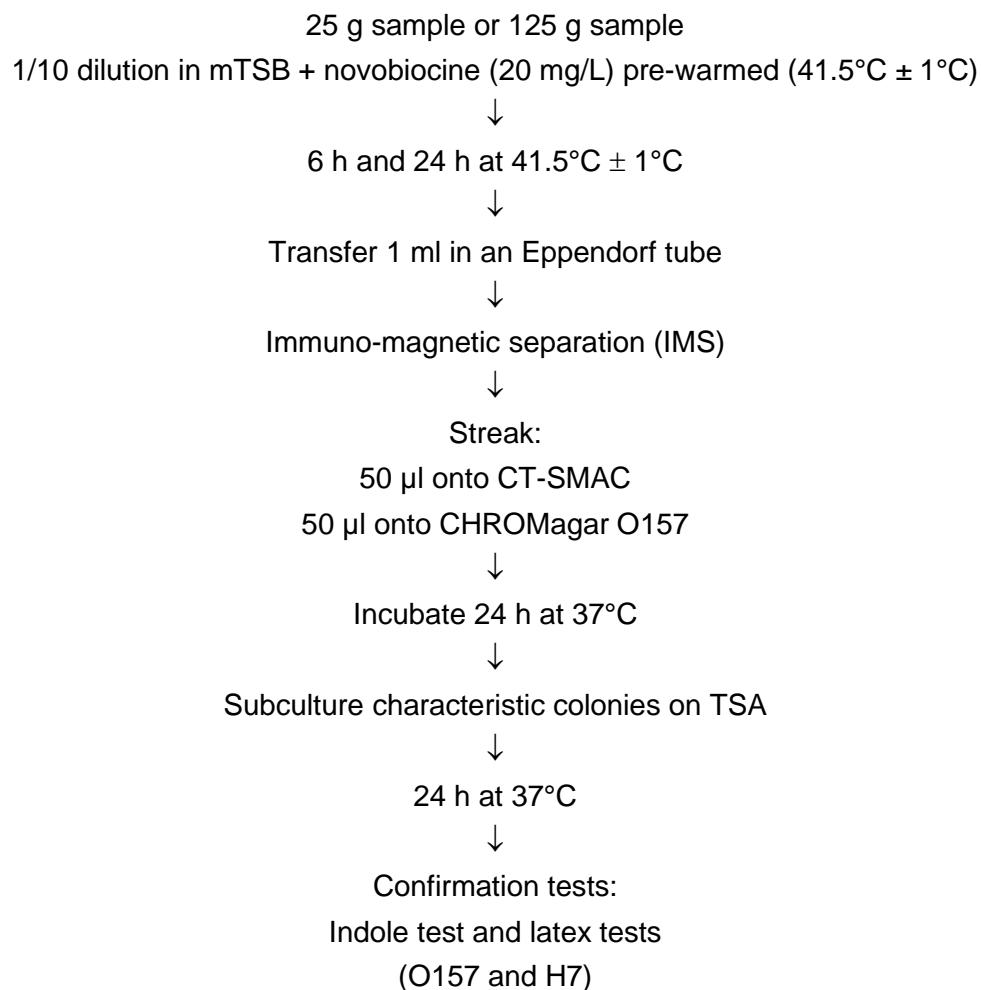 25 g sample or 125 g sample
1/10 dilution in mTSB + novobiocine (20 mg/L) pre-warmed (41.5°C ± 1°C)
↓
6 h and 24 h at 41.5°C ± 1°C
↓
Transfer 1 ml in an Eppendorf tube
↓
Immuno-magnetic separation (IMS)
↓
Streak:
50 µl onto CT-SMAC
50 µl onto CHROMagar O157
↓
Incubate 24 h at 37°C
↓
Subculture characteristic colonies on TSA
↓
24 h at 37°C
↓
Confirmation tests:
Indole test and latex tests
(O157 and H7)